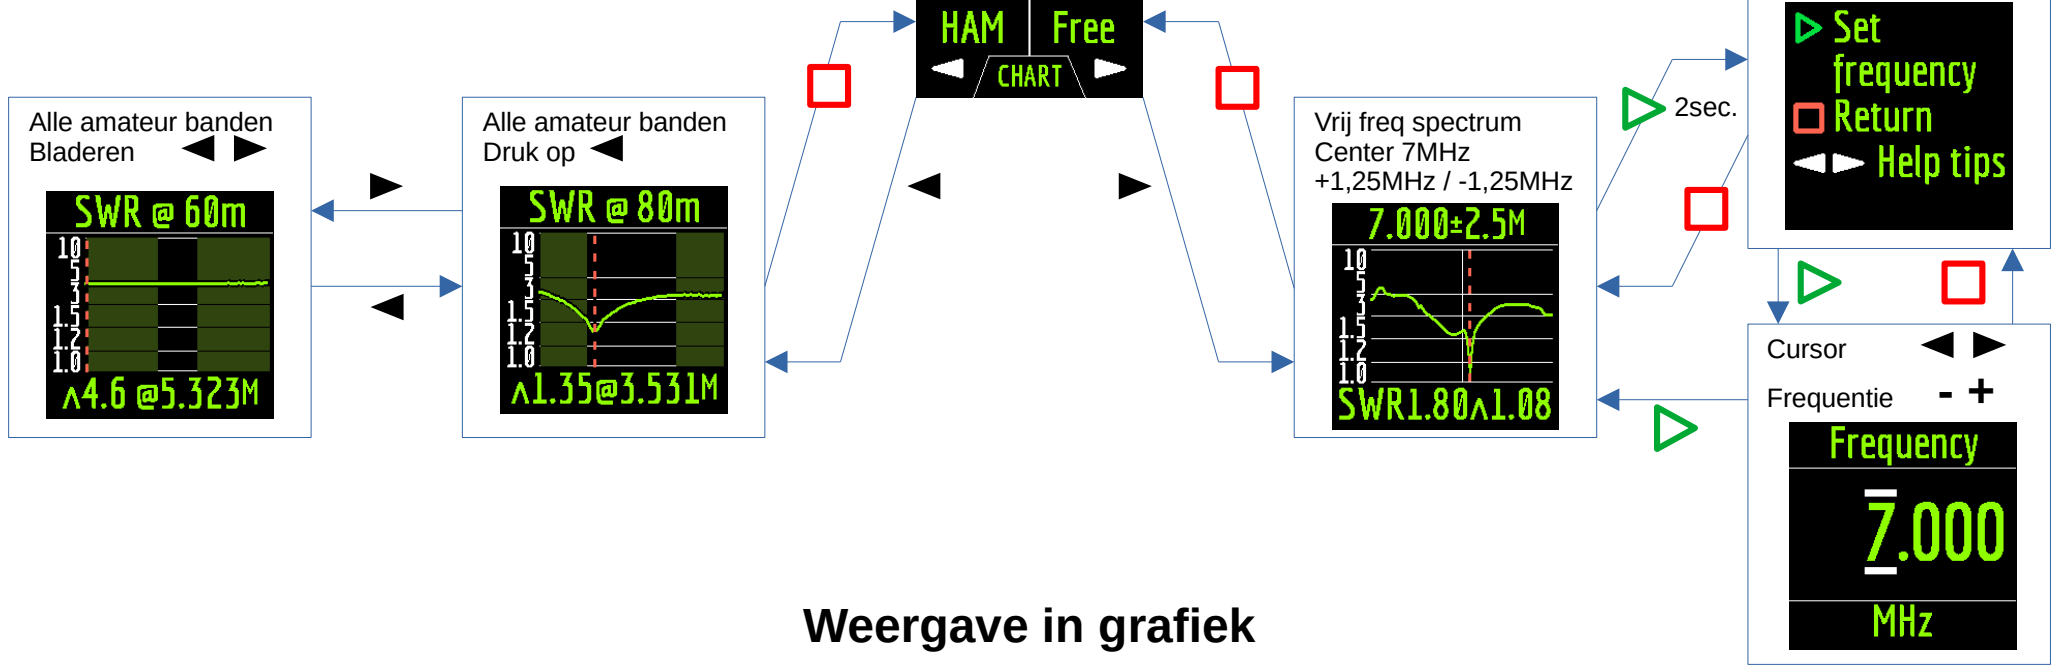 HAM Free
CHART
Alle amateur banden
Bladeren
SWR @ 60m
10
5
3
1.5
1.2
1.0
∧4.6 @5.323M
Alle amateur banden
Druk op
SWR @ 80m
10
5
3
1.5
1.2
1.0
∧1.35@3.531M
Vrij freq spectrum
Center 7MHz
+1,25MHz / -1,25MHz
7.000±2.5M
10
5
3
1.5
1.2
1.0
SWR1.80∧1.08
2sec.
Set
frequency
Return
Help tips
Cursor
Frequentie - +
Frequency
7.000
MHz
Weergave in grafiek